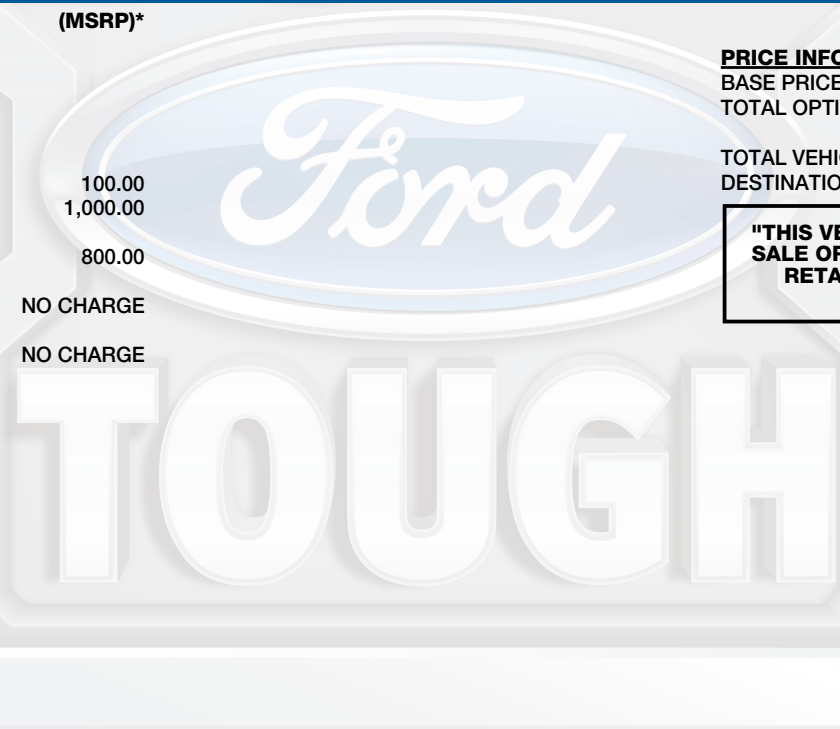 (MSRP)*
100.00
1,000.00
800.00
NO CHARGE
NO CHARGE
PRICE INFO
BASE PRICE
TOTAL OPTI
TOTAL VEHI
DESTINATIO
"THIS VE
SALE OF
RETA
Ford
TOUGH